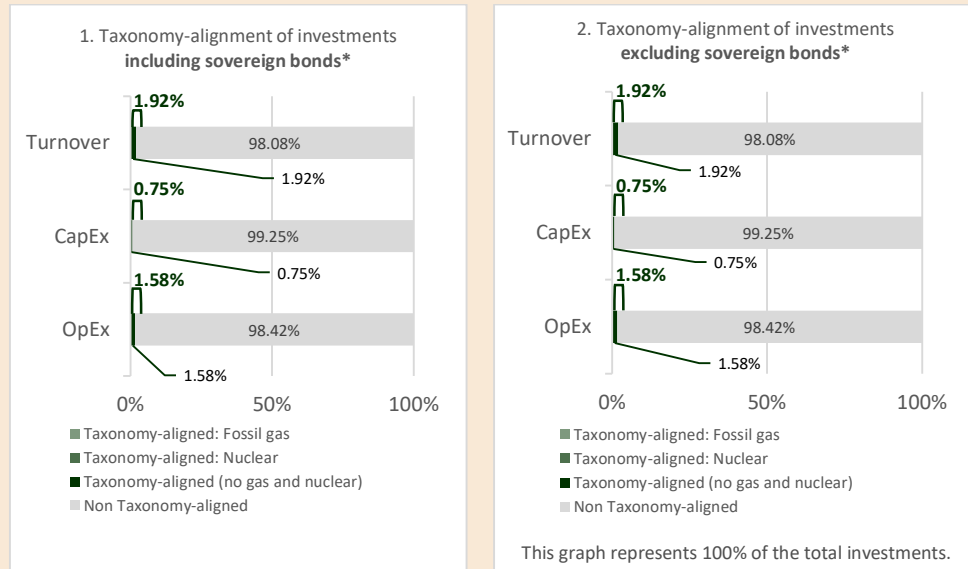 1. Taxonomy-alignment of investments
including sovereign bonds*
1.92%
Turnover
98.08%
1.92%
0.75%
CapEx
99.25%
0.75%
1.58%
OpEx
98.42%
1.58%
0%
50%
100%
Taxonomy-aligned: Fossil gas
Taxonomy-aligned: Nuclear
Taxonomy-aligned (no gas and nuclear)
Non Taxonomy-aligned
2. Taxonomy-alignment of investments
excluding sovereign bonds*
1.92%
Turnover
98.08%
1.92%
0.75%
CapEx
99.25%
0.75%
1.58%
OpEx
98.42%
1.58%
0%
50%
100%
Taxonomy-aligned: Fossil gas
Taxonomy-aligned: Nuclear
Taxonomy-aligned (no gas and nuclear)
Non Taxonomy-aligned
This graph represents 100% of the total investments.